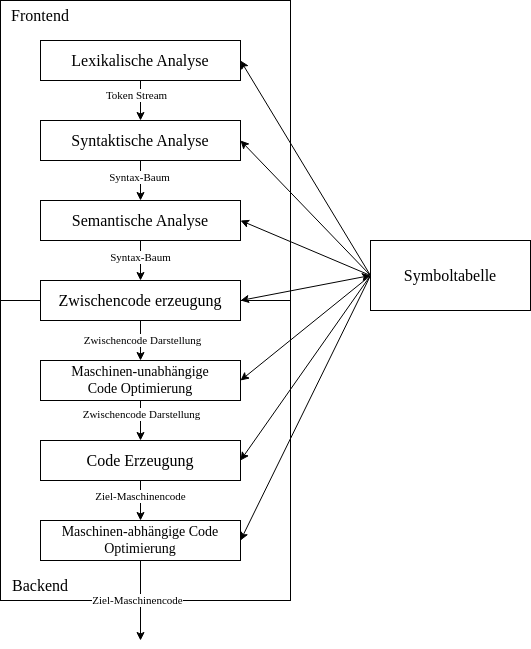 Frontend
Lexikalische Analyse
Token Stream
Syntaktische Analyse
Syntax-Baum
Semantische Analyse
Syntax-Baum
Symboltabelle
Zwischencode erzeugung
Zwischencode Darstellung
Maschinen-unabhängige
Code Optimierung
Zwischencode Darstellung
Code Erzeugung
Ziel-Maschinencode
Maschinen-abhängige Code
Optimierung
Backend
Ziel-Maschinencode